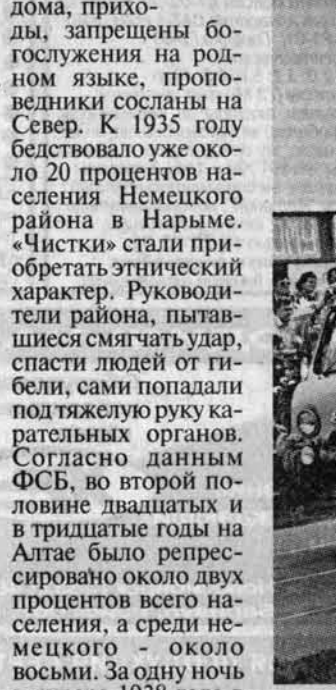 дома, прихо-
ды, запрещены бо-
гослужения на род-
ном языке, пропо-
ведники сосланы на
Север. К 1935 году
бедствовало уже око-
ло 20 процентов на-
селения Немецкого
района в Нарыме.
«Чистки» стали при-
обретать этнический
характер. Руководи-
тели района, пытав-
шиеся смягчать удар,
спасти людей от ги-
бели, сами попадали
под тяжелую руку ка-
рательных органов.
Согласно данным
ФСБ, во второй по-
ловине двадцатых и
в тридцатые годы на
Алтае было репрес-
сировано около двух
процентов всего на-
селения, а среди не-
мецкого - около
восьми. За одну ночь
1938